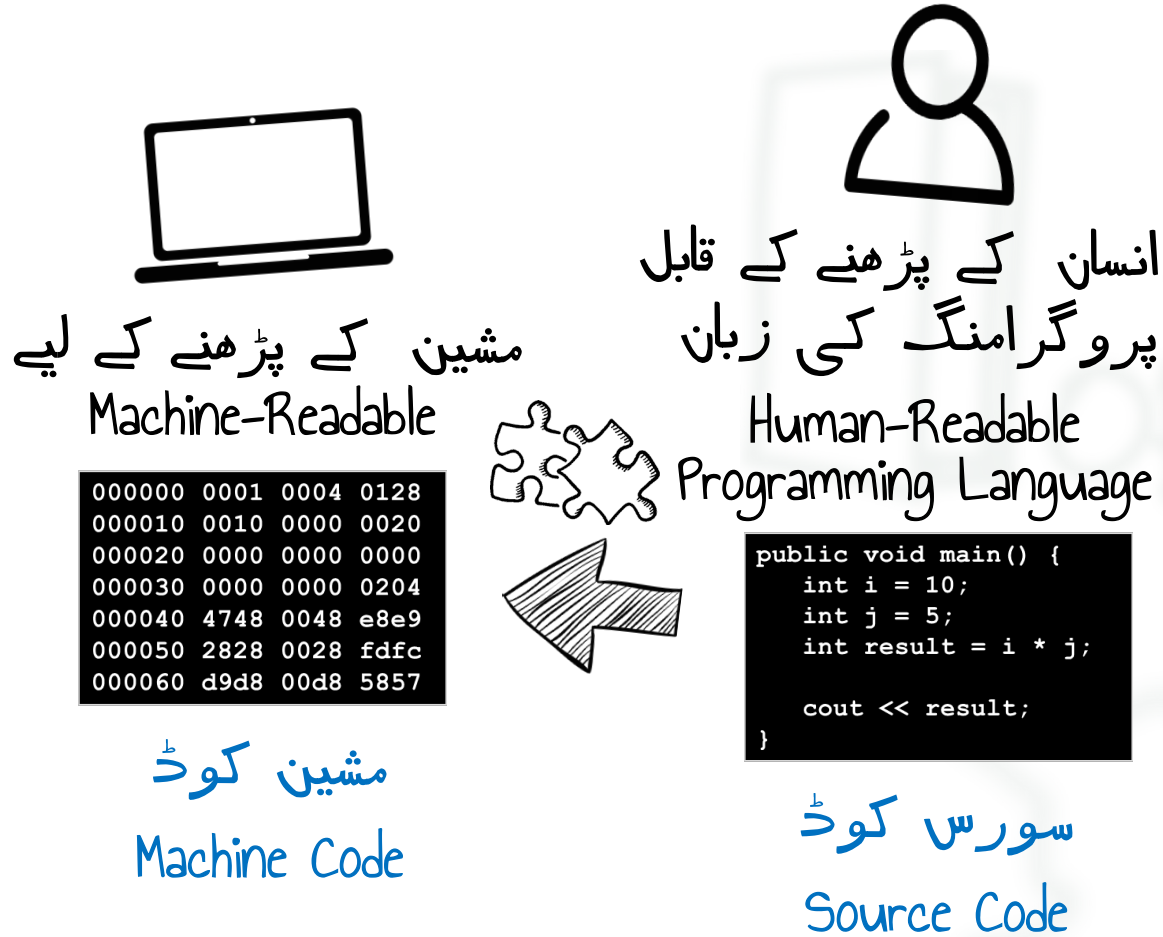 انسان کے پڑھنے کے قابل
پروگرامنگ کی زبان
Human-Readable
Programming Language
public void main() {
int i = 10;
int j = 5;
int result = i * j;
cout << result;
}
سورس کوڈ
Source Code
مشین کے پڑھنے کے لیے
Machine-Readable
000000 0001 0004 0128
000010 0010 0000 0020
000020 0000 0000 0000
000030 0000 0000 0204
000040 4748 0048 e8e9
000050 2828 0028 fdfc
000060 d9d8 00d8 5857
مشین کوڈ
Machine Code